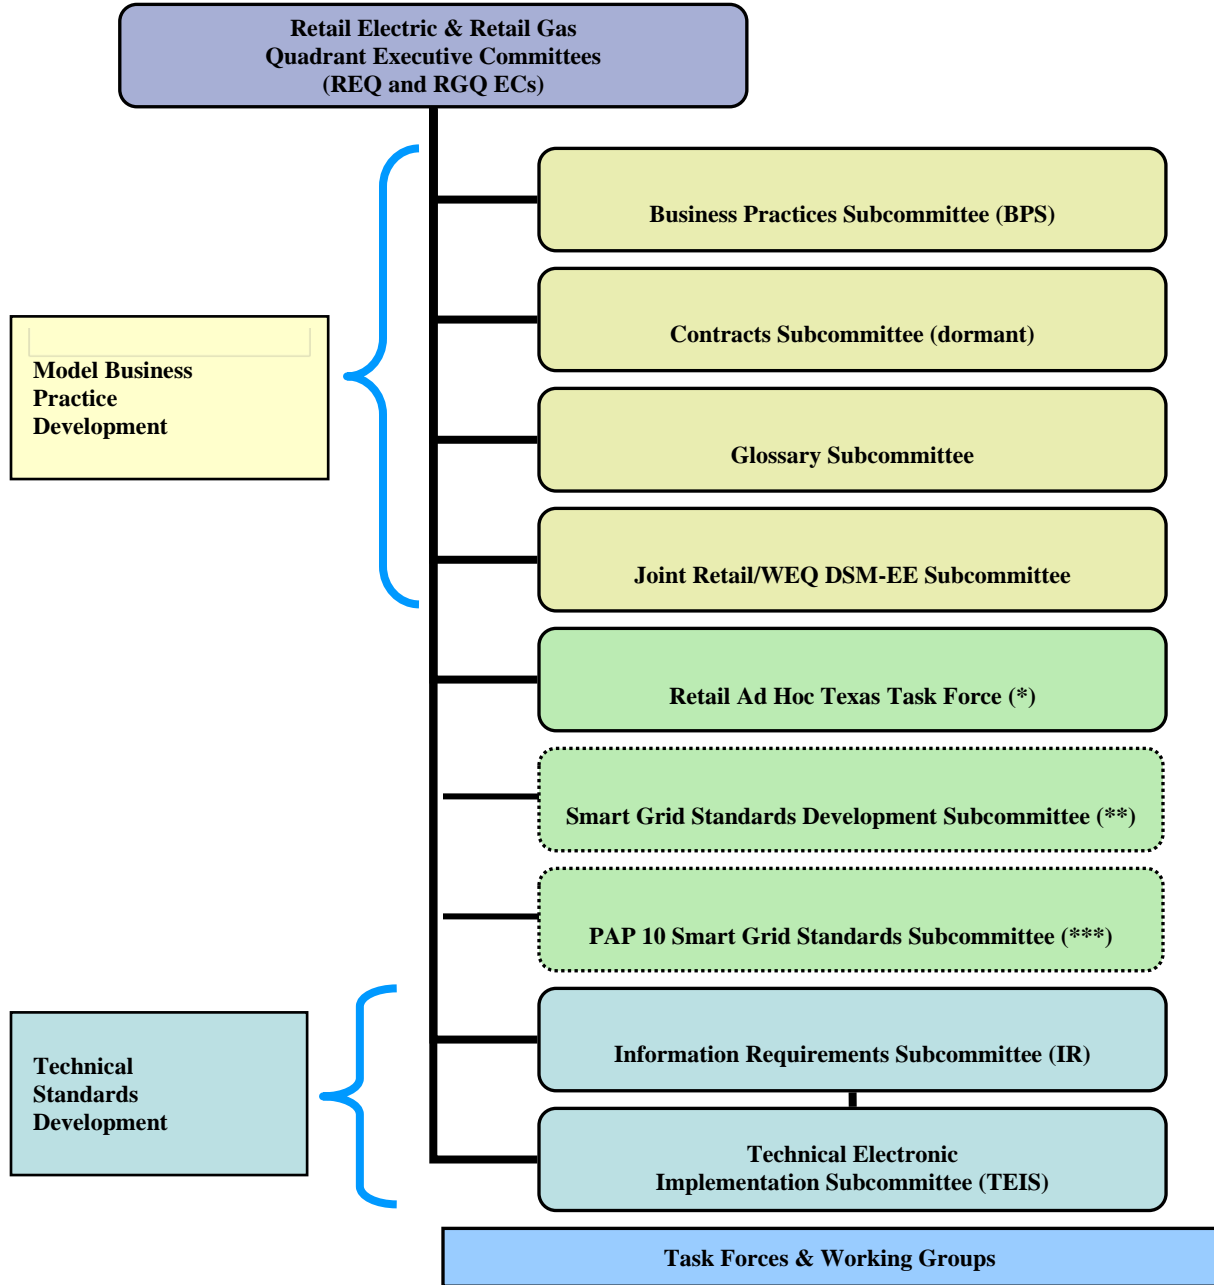 Retail Electric & Retail Gas
Quadrant Executive Committees
(REQ and RGQ ECs)
Business Practices Subcommittee (BPS)
Contracts Subcommittee (dormant)
Model Business
Practice
Development
Glossary Subcommittee
Joint Retail/WEQ DSM-EE Subcommittee
Retail Ad Hoc Texas Task Force (*)
Smart Grid Standards Development Subcommittee (**)
PAP 10 Smart Grid Standards Subcommittee (***)
Technical
Standards
Development
Information Requirements Subcommittee (IR)
Technical Electronic
Implementation Subcommittee (TEIS)
Task Forces & Working Groups